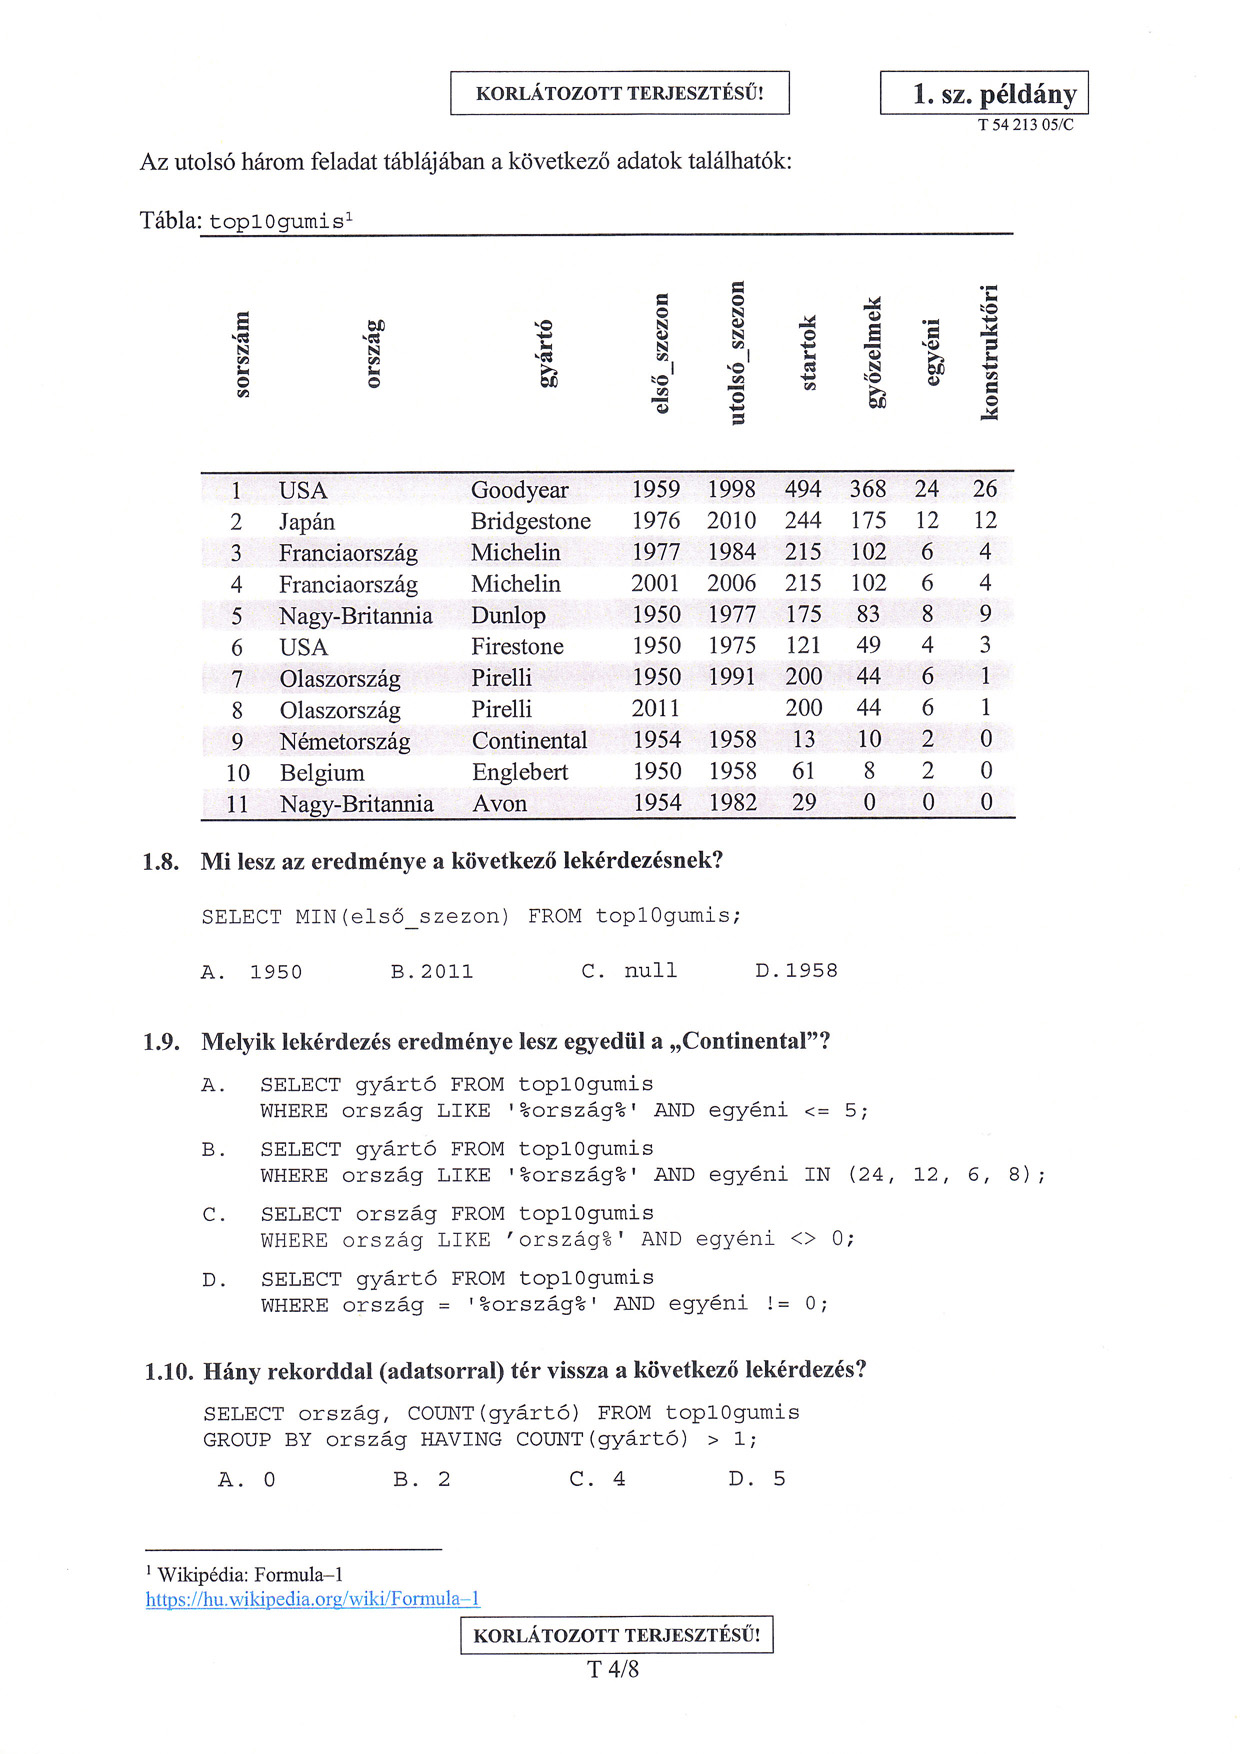 KORLÁTOZOTT TERJESZTÉSŰ!
1. sz. példány
T 54 213 05/C
Az utolsó három feladat táblájában a következő adatok találhatók:
Tábla: top10gumis¹
sorszám ország gyártó első_szezon utolsó_szezon startok győzelmek egyéni konstruktőri
1 USA Goodyear 1959 1998 494 368 24 26
2 Japán Bridgestone 1976 2010 244 175 12 12
3 Franciaország Michelin 1977 1984 215 102 6 4
4 Franciaország Michelin 2001 2006 215 102 6 4
5 Nagy-Britannia Dunlop 1950 1977 175 83 8 9
6 USA Firestone 1950 1975 121 49 4 3
7 Olaszország Pirelli 1950 1991 200 44 6 1
8 Olaszország Pirelli 2011 200 44 6 1
9 Németország Continental 1954 1958 13 10 2 0
10 Belgium Englebert 1950 1958 61 8 2 0
11 Nagy-Britannia Avon 1954 1982 29 0 0 0
1.8. Mi lesz az eredménye a következő lekérdezésnek?
SELECT MIN(első_szezon) FROM top10gumis;
A. 1950 B. 2011 C. null D. 1958
1.9. Melyik lekérdezés eredménye lesz egyedül a „Continental”?
A. SELECT gyártó FROM top10gumis
WHERE ország LIKE '%ország%' AND egyéni <= 5;
B. SELECT gyártó FROM top10gumis
WHERE ország LIKE '%ország%' AND egyéni IN (24, 12, 6, 8);
C. SELECT ország FROM top10gumis
WHERE ország LIKE 'ország%' AND egyéni <> 0;
D. SELECT gyártó FROM top10gumis
WHERE ország = '%ország%' AND egyéni != 0;
1.10. Hány rekorddal (adatsorral) tér vissza a következő lekérdezés?
SELECT ország, COUNT(gyártó) FROM top10gumis
GROUP BY ország HAVING COUNT(gyártó) > 1;
A. 0 B. 2 C. 4 D. 5
¹ Wikipédia: Formula–1
https://hu.wikipedia.org/wiki/Formula–1
KORLÁTOZOTT TERJESZTÉSŰ!
T 4/8